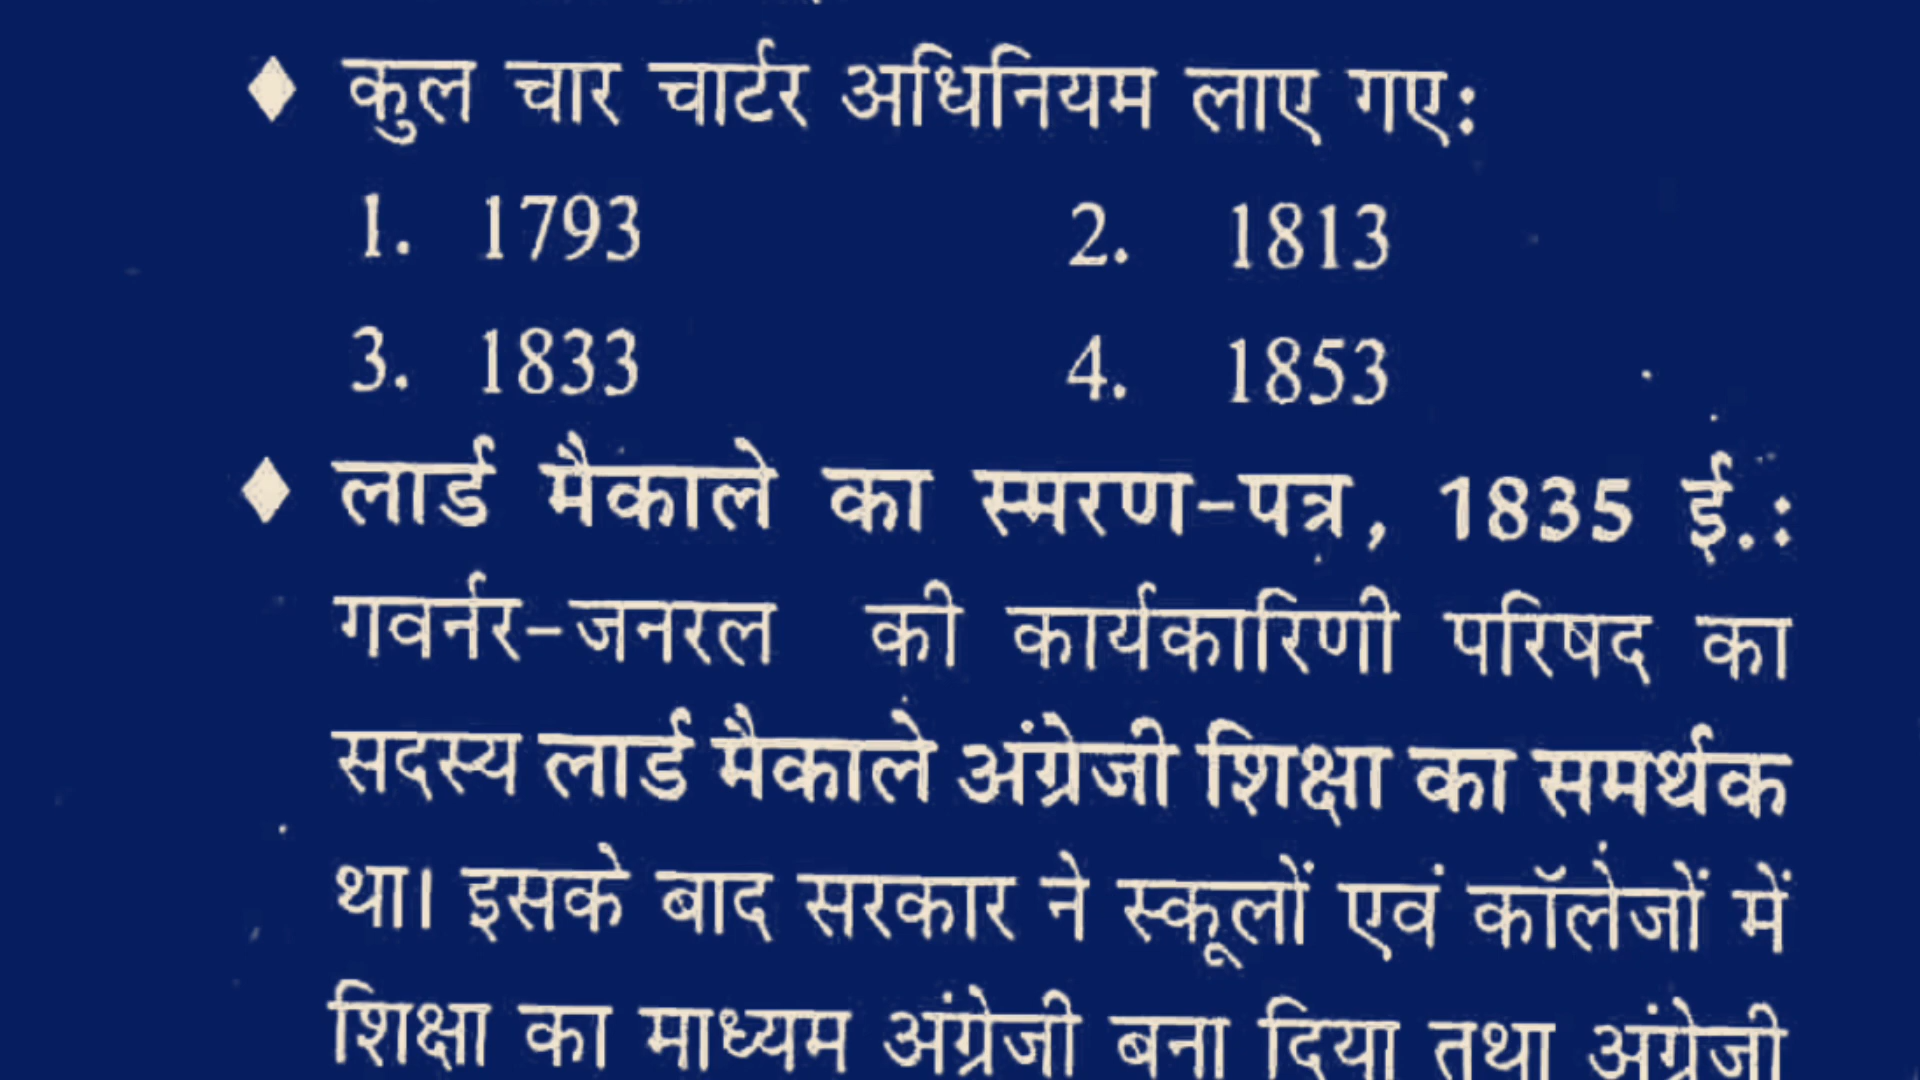 ♦ कुल चार चार्टर अधिनियम लाए गए:
1. 1793 2. 1813
3. 1833 4. 1853
♦ लार्ड मैकाले का स्मरण-पत्र, 1835 ई.:
गवर्नर-जनरल की कार्यकारिणी परिषद का
सदस्य लार्ड मैकाले अंग्रेजी शिक्षा का समर्थक
था। इसके बाद सरकार ने स्कूलों एवं कॉलेजों में
शिक्षा का माध्यम अंग्रेजी बना दिया तथा अंग्रेजी